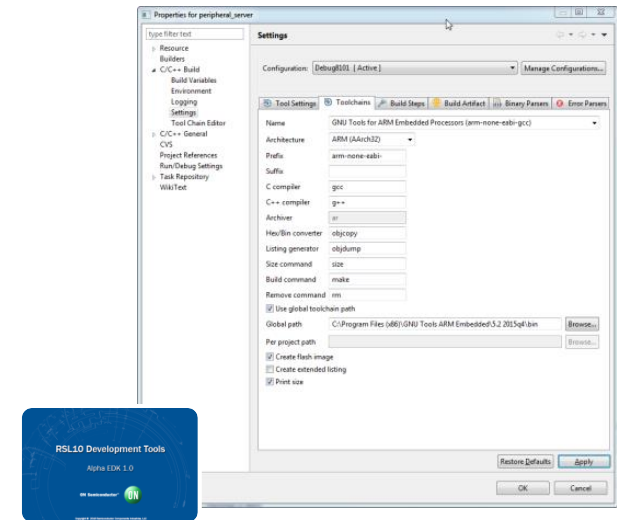 Properties for peripheral_server
type filter text
Resource
Builders
C/C++ Build
Build Variables
Environment
Logging
Settings
Tool Chain Editor
C/C++ General
CVS
Project References
Run/Debug Settings
Task Repository
WikiText
Settings
Configuration: Debug8101 [ Active ] Manage Configurations...
Tool Settings Toolchains Build Steps Build Artifact Binary Parsers Error Parsers
Name GNU Tools for ARM Embedded Processors (arm-none-eabi-gcc)
Architecture ARM (AArch32)
Prefix arm-none-eabi-
Suffix
C compiler gcc
C++ compiler g++
Archiver ar
Hex/Bin converter objcopy
Listing generator objdump
Size command size
Build command make
Remove command rm
Use global toolchain path
Global path C:\Program Files (x86)\GNU Tools ARM Embedded\5.2 2015q4\bin Browse...
Per project path Browse...
Create flash image
Create extended listing
Print size
Restore Defaults Apply
OK Cancel
RSL10 Development Tools
Alpha EDK 1.0
ON Semiconductor ON